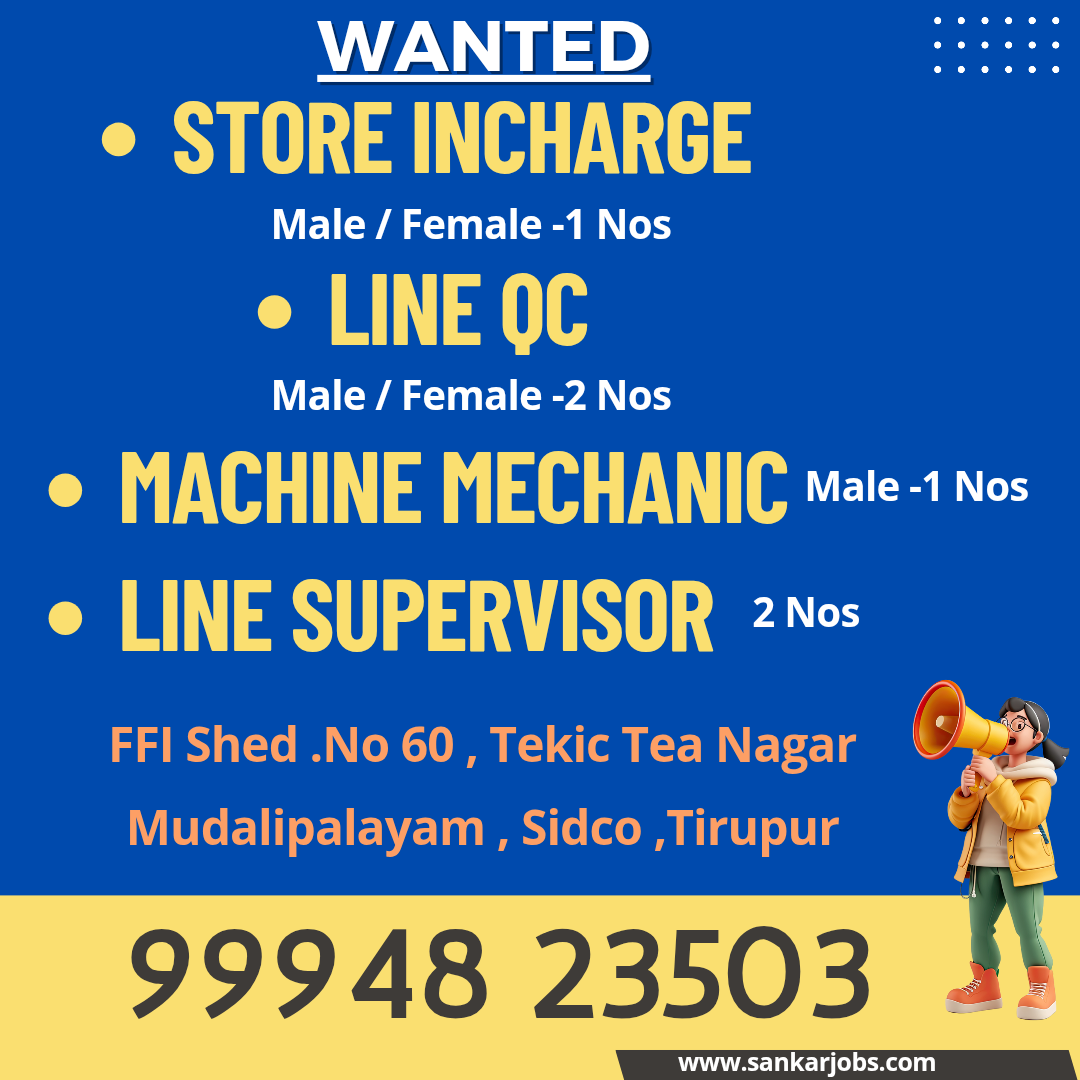 WANTED
• STORE INCHARGE
Male / Female -1 Nos
• LINE QC
Male / Female -2 Nos
• MACHINE MECHANIC Male -1 Nos
• LINE SUPERVISOR 2 Nos
FFI Shed .No 60 , Tekic Tea Nagar
Mudalipalayam , Sidco ,Tirupur
99948 23503
www.sankarjobs.com